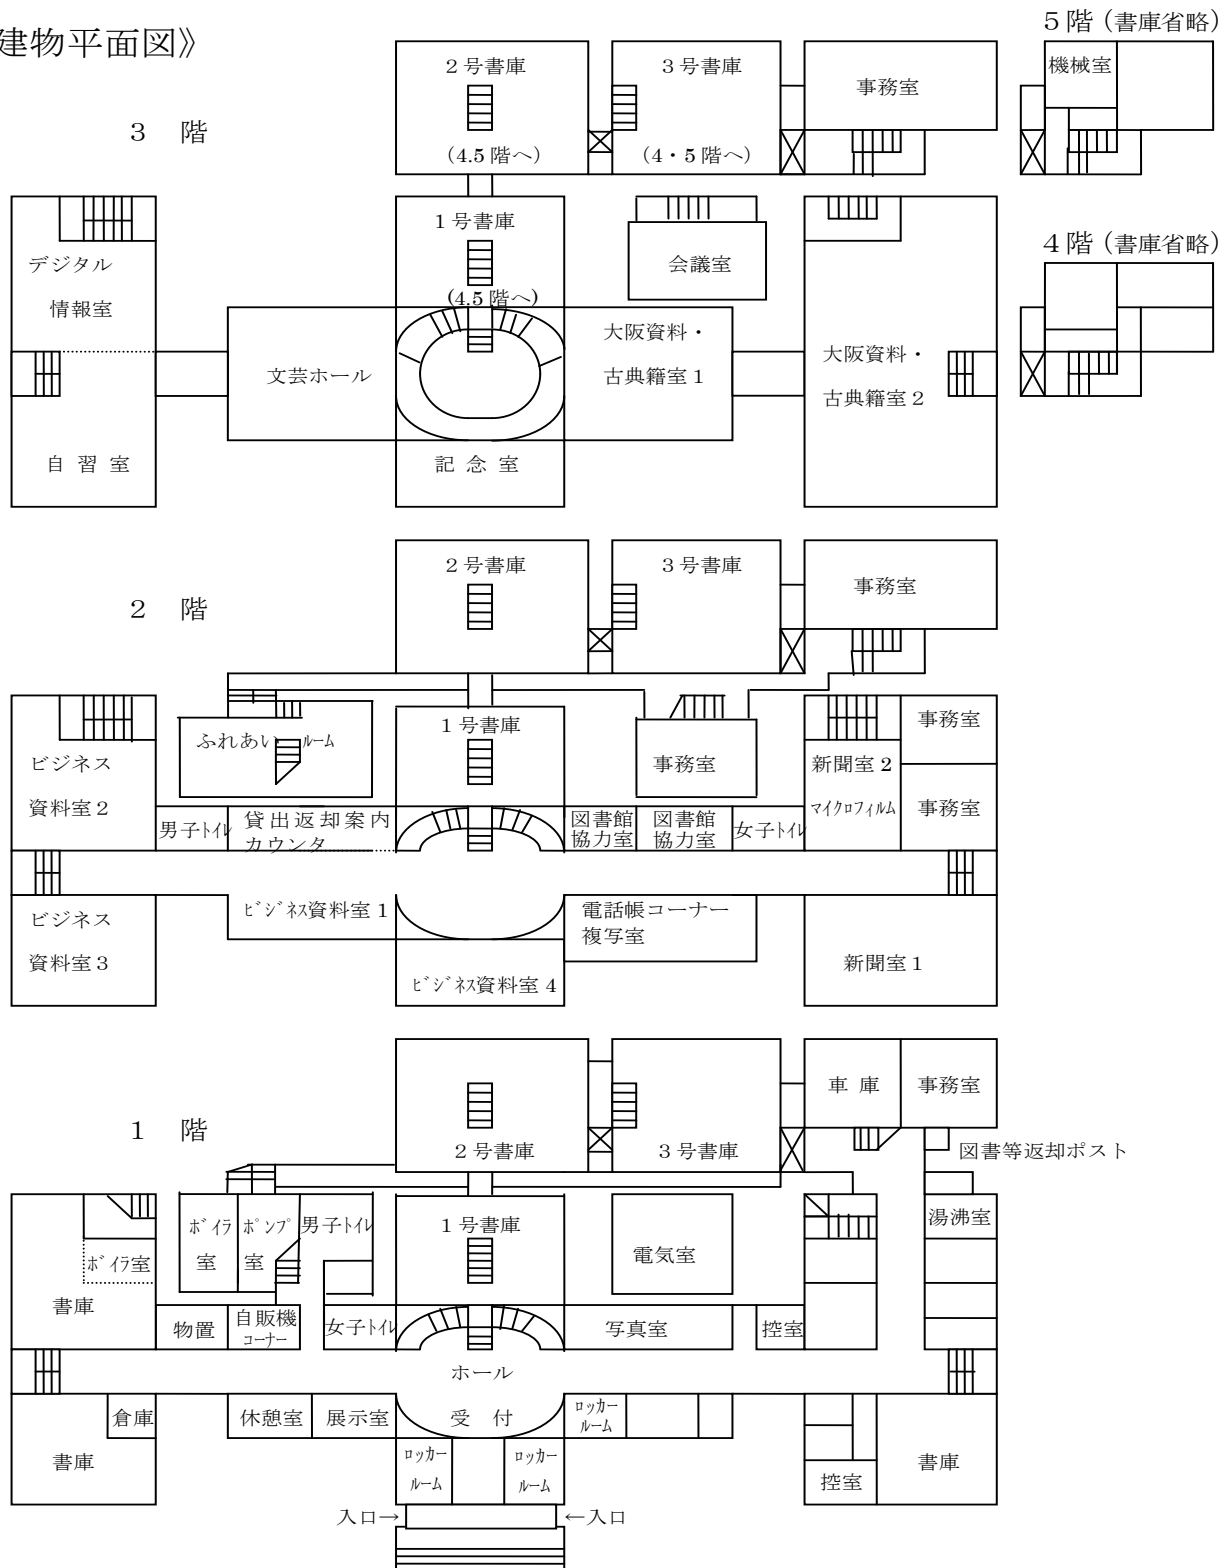 建物平面図》
5階（書庫省略）
2号書庫
3号書庫
事務室
機械室
3 階
(4.5階へ)
(4・5階へ)
1号書庫
(4.5階へ)
会議室
4階（書庫省略）
デジタル
情報室
文芸ホール
大阪資料・
古典籍室1
大阪資料・
古典籍室2
自習室
記念室
2号書庫
3号書庫
事務室
2 階
1号書庫
事務室
ふれあいルーム
事務室
ビジネス
資料室2
新聞室2
マイクロフィルム
事務室
男子トイレ
貸出返却案内
カウンタ
図書館
協力室
図書館
協力室
女子トイレ
ビジネス
資料室3
ビジネス資料室1
電話帳コーナー
複写室
新聞室1
ビジネス資料室4
車庫
事務室
1 階
2号書庫
3号書庫
図書等返却ポスト
ボイラ
室
ポンプ
室
男子トイレ
1号書庫
電気室
湯沸室
ボイラ室
書庫
物置
自販機
コーナー
女子トイレ
写真室
控室
ホール
倉庫
休憩室
展示室
受付
ロッカー
ルーム
書庫
ロッカー
ルーム
ロッカー
ルーム
控室
書庫
入口→
←入口